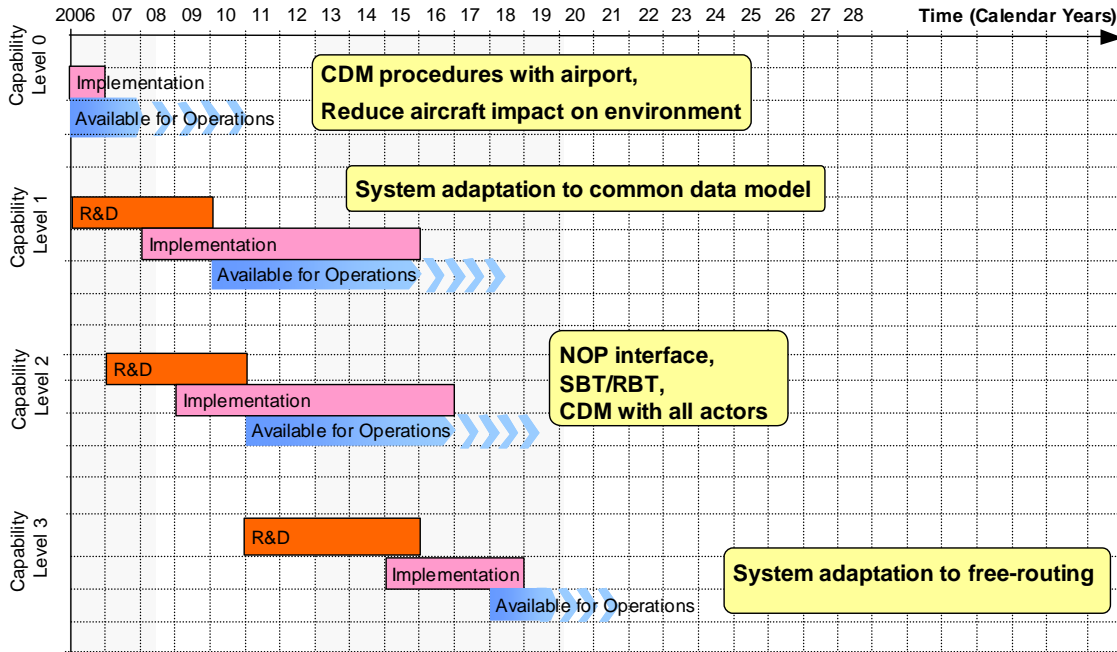 2006 07 08 09 10 11 12 13 14 15 16 17 18 19 20 21 22 23 24 25 26 27 28 Time (Calendar Years)
Capability
Level 0
Implementation
Available for Operations
CDM procedures with airport,
Reduce aircraft impact on environment
Capability
Level 1
System adaptation to common data model
R&D
Implementation
Available for Operations
Capability
Level 2
R&D
Implementation
Available for Operations
NOP interface,
SBT/RBT,
CDM with all actors
Capability
Level 3
R&D
Implementation
Available for Operations
System adaptation to free-routing